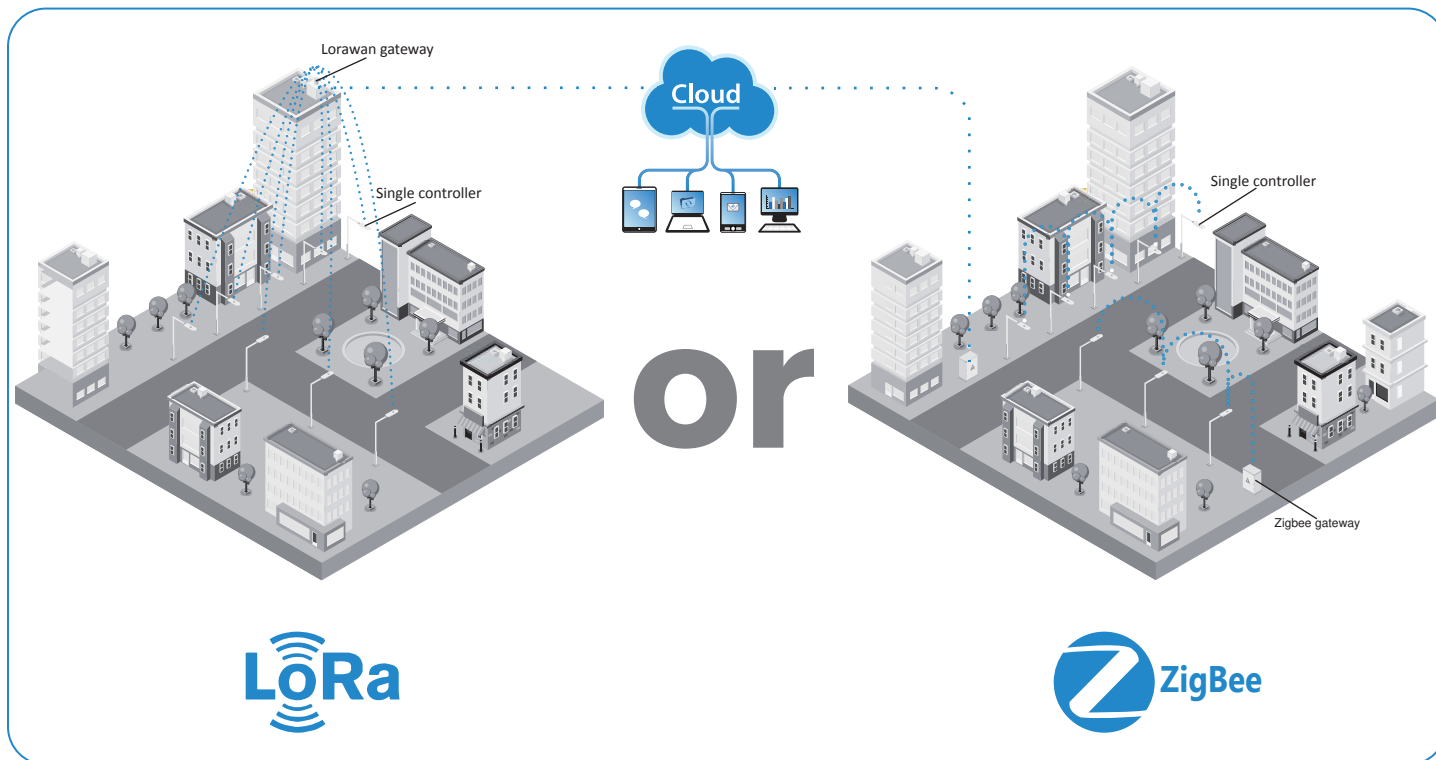 Lorawan gateway
Cloud
Single controller
Single controller
or
Zigbee gateway
LoRa
ZigBee